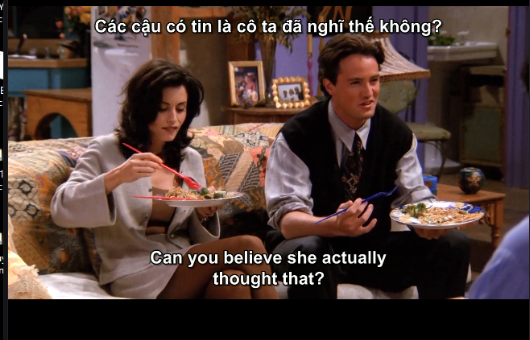 Các cậu có tin là cô ta đã nghĩ thế không?
Can you believe she actually
thought that?